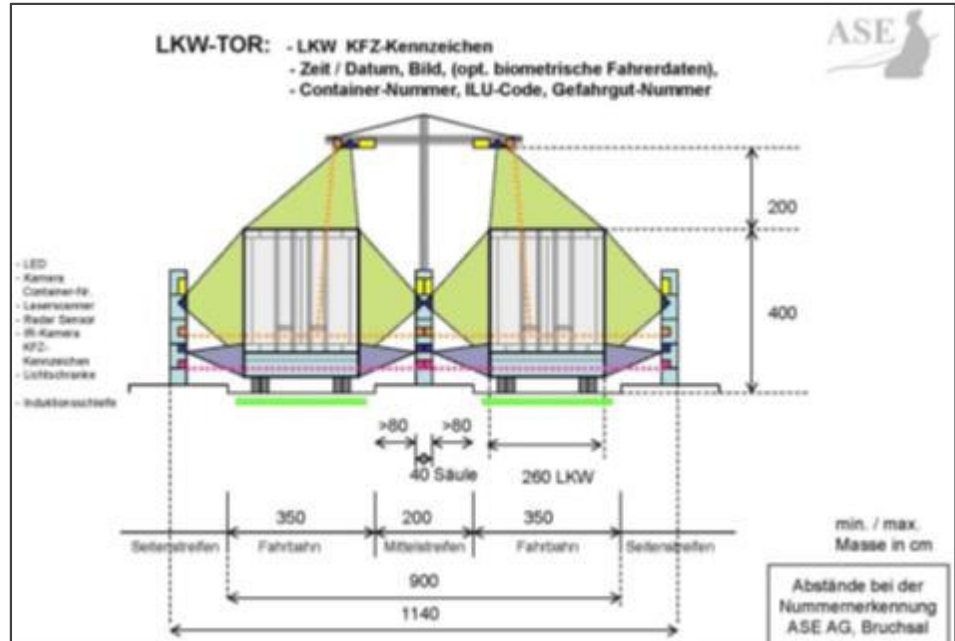 LKW-TOR: - LKW KFZ-Kennzeichen
- Zeit / Datum, Bild, (opt. biometrische Fahrerdaten),
- Container-Nummer, ILU-Code, Gefahrgut-Nummer
ASE
200
400
- LED
- Kamera
Container-Nr.
- Laserscanner
- Radar Sensor
- IR-Kamera
KFZ-
Kennzeichen
- Lichtschranke
- Induktionsschleife
>80 >80
40 Säule 260 LKW
350 200 350
Seitenstreifen Fahrbahn Mittelstreifen Fahrbahn Seitenstreifen
min. / max.
Masse in cm
900
1140
Abstände bei der
Nummernerkennung
ASE AG, Bruchsal